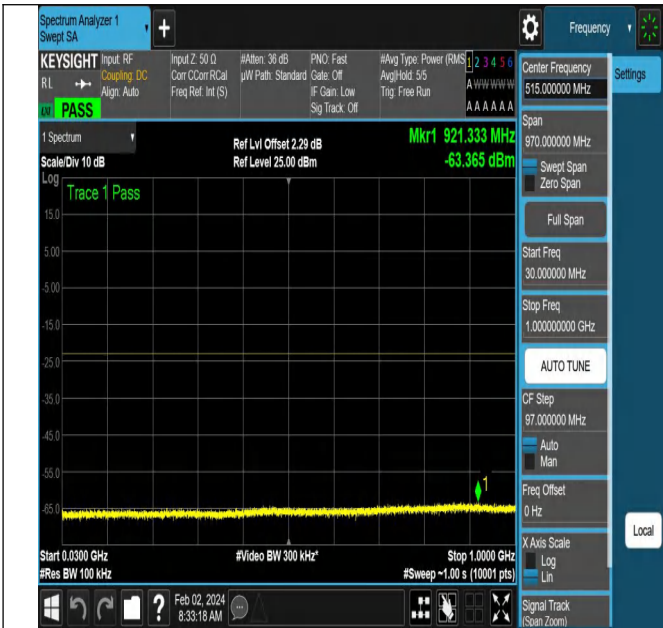 Spectrum Analyzer 1
Swept SA
+
Frequency
KEYSIGHT
RL
PASS
Input: RF
Coupling: DC
Align: Auto
Input Z: 50 Ω
Corr CCorr RCal
Freq Ref: Int (S)
#Atten: 36 dB
µW Path: Standard
PNO: Fast
Gate: Off
IF Gain: Low
Sig Track: Off
#Avg Type: Power (RMS
Avg|Hold: 5/5
Trig: Free Run
1 2 3 4 5 6
A W W W W W
A A A A A A
1 Spectrum
Scale/Div 10 dB
Ref Lvl Offset 2.29 dB
Ref Level 25.00 dBm
Mkr1 921.333 MHz
-63.365 dBm
Log
Trace 1 Pass
15.0
5.00
-5.00
-15.0
-25.0
-35.0
-45.0
-55.0
-65.0
1
Start 0.0300 GHz
#Res BW 100 kHz
#Video BW 300 kHz*
Stop 1.0000 GHz
#Sweep ~1.00 s (10001 pts)
?
Feb 02, 2024
8:33:18 AM
Center Frequency
515.000000 MHz
Settings
Span
970.000000 MHz
Swept Span
Zero Span
Full Span
Start Freq
30.000000 MHz
Stop Freq
1.000000000 GHz
AUTO TUNE
CF Step
97.000000 MHz
Auto
Man
Freq Offset
0 Hz
Local
X Axis Scale
Log
Lin
Signal Track
(Span Zoom)